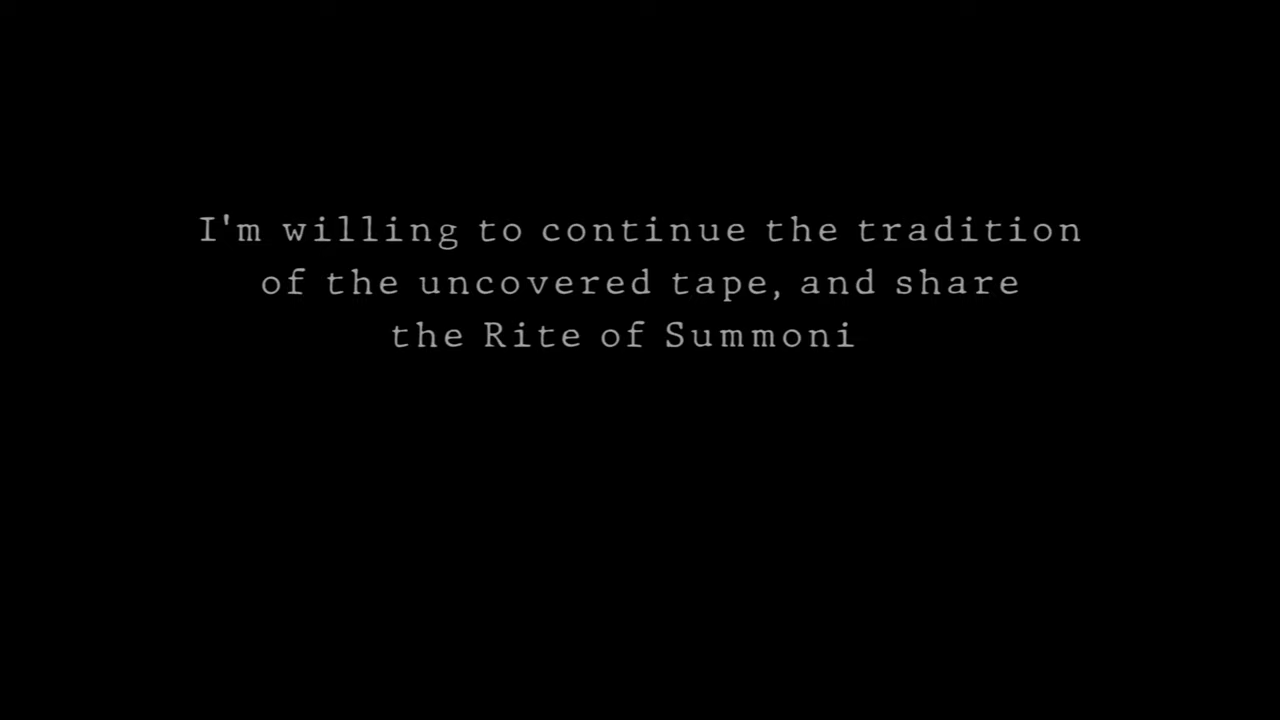 I'm willing to continue the tradition
of the uncovered tape, and share
the Rite of Summoni